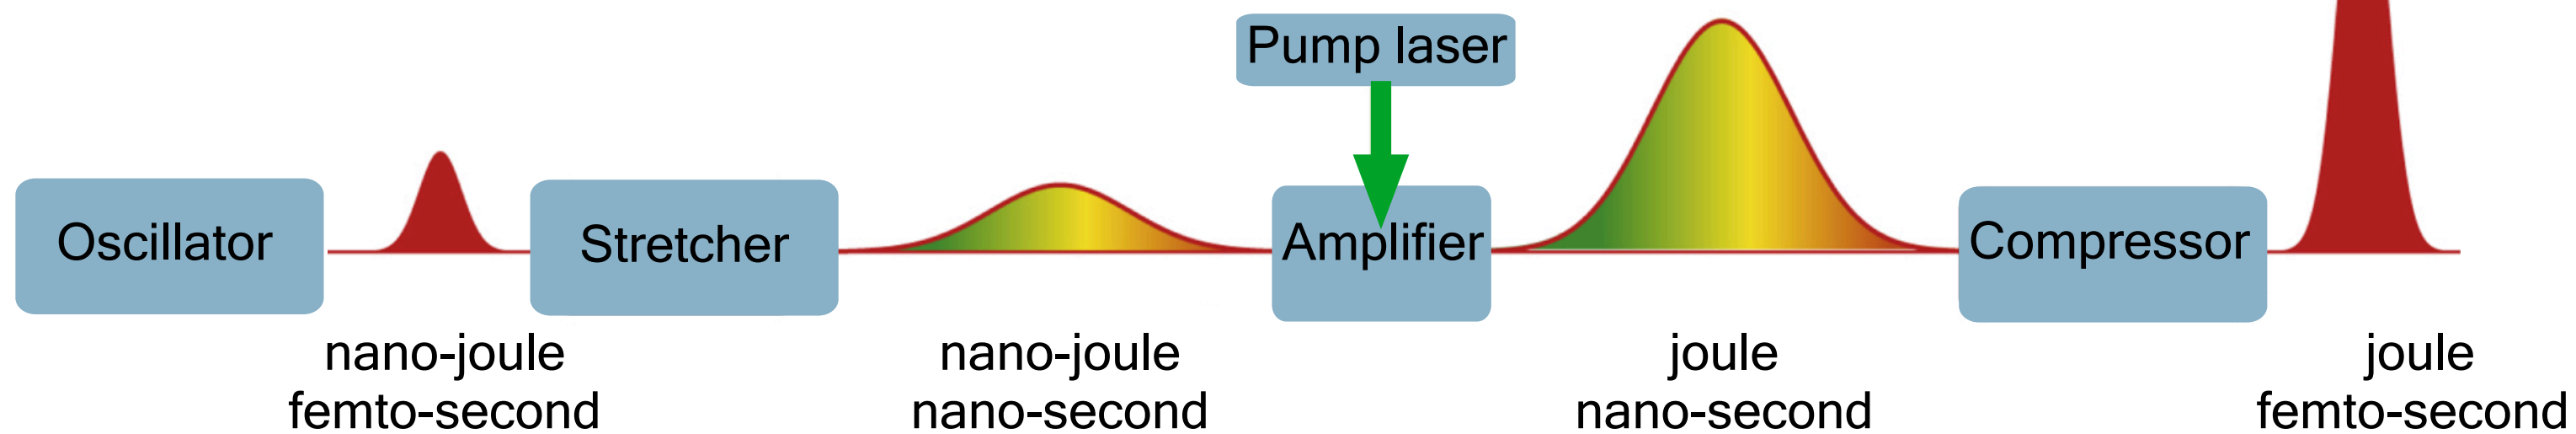 Pump laser
Oscillator
Stretcher
Amplifier
Compressor
nano-joule
femto-second
nano-joule
nano-second
joule
nano-second
joule
femto-second